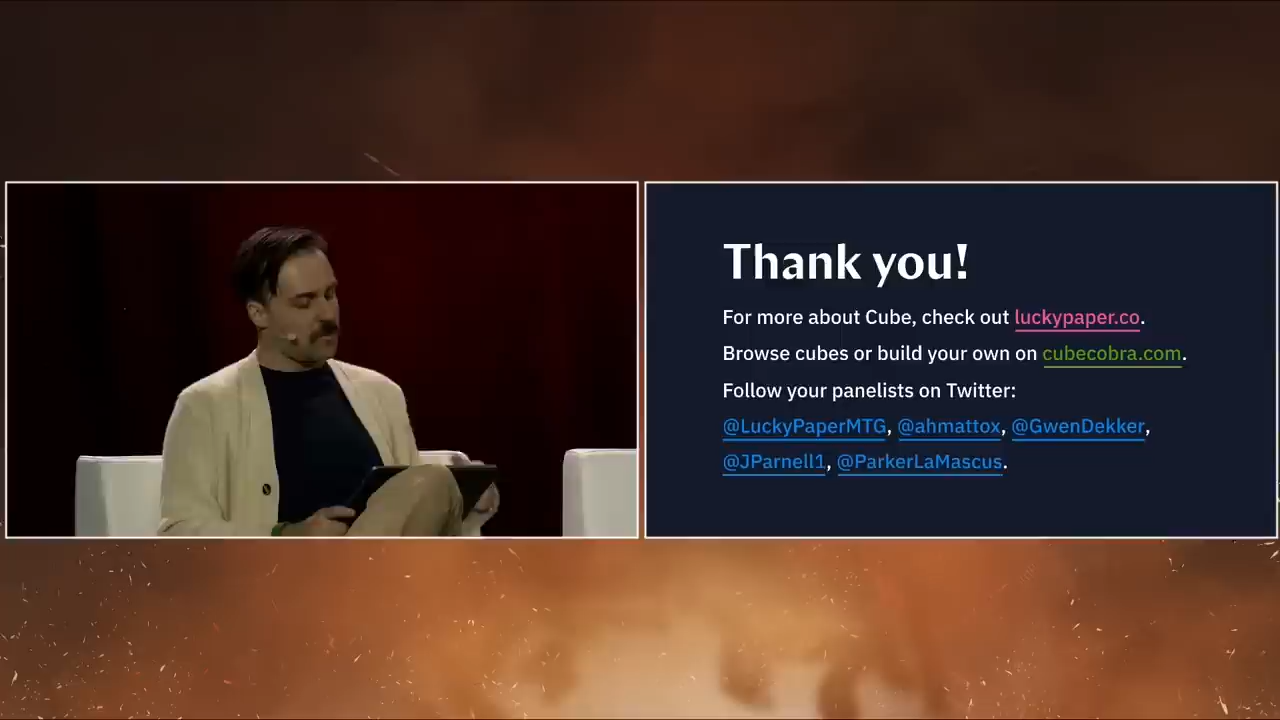 Thank you!
For more about Cube, check out luckypaper.co.
Browse cubes or build your own on cubecobra.com.
Follow your panelists on Twitter:
@LuckyPaperMTG, @ahmattox, @GwenDekker,
@JParnell1, @ParkerLaMascus.